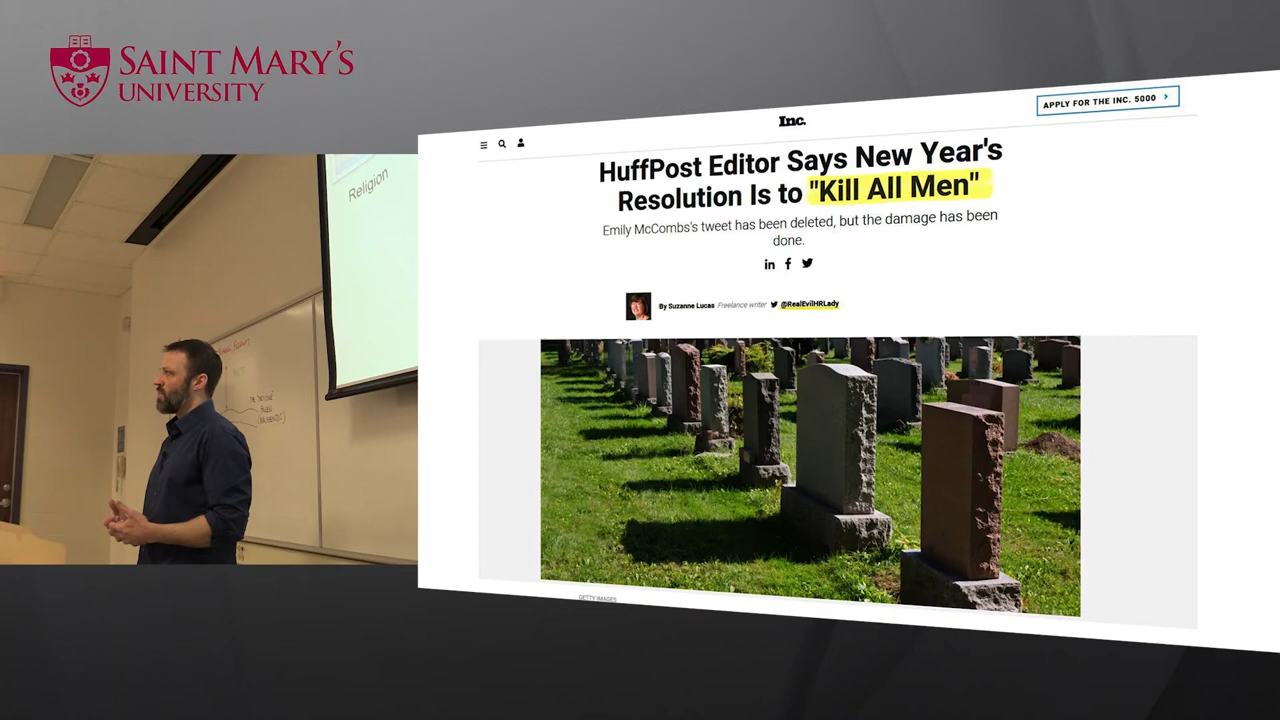 SAINT MARY'S
UNIVERSITY
Religion
Inc.
APPLY FOR THE INC. 5000
HuffPost Editor Says New Year's
Resolution Is to "Kill All Men"
Emily McCombs's tweet has been deleted, but the damage has been
done.
By Suzanne Lucas Freelance writer @RealEvilHRLady
GETTY IMAGES